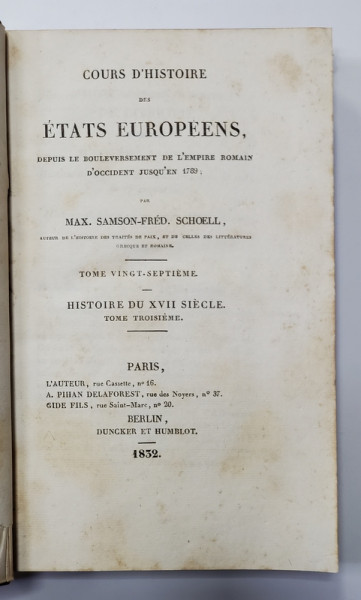 COURS D'HISTOIRE
DES
ÉTATS EUROPÉENS,
DEPUIS LE BOULEVERSEMENT DE L'EMPIRE ROMAIN
D'OCCIDENT JUSQU'EN 1789;
PAR
MAX. SAMSON-FRÉD. SCHOELL,
AUTEUR DE L'HISTOIRE DES TRAITÉS DE PAIX, ET DE CELLES DES LITTÉRATURES
GRECQUE ET ROMAINE.
TOME VINGT-SEPTIÈME.
HISTOIRE DU XVII SIÈCLE.
TOME TROISIÈME.
PARIS,
L'AUTEUR, rue Cassette, nº 16.
A. PIHAN DELAFOREST, rue des Noyers, nº 37.
GIDE FILS, rue Saint-Marc, nº 20.
BERLIN,
DUNCKER ET HUMBLOT.
1832.